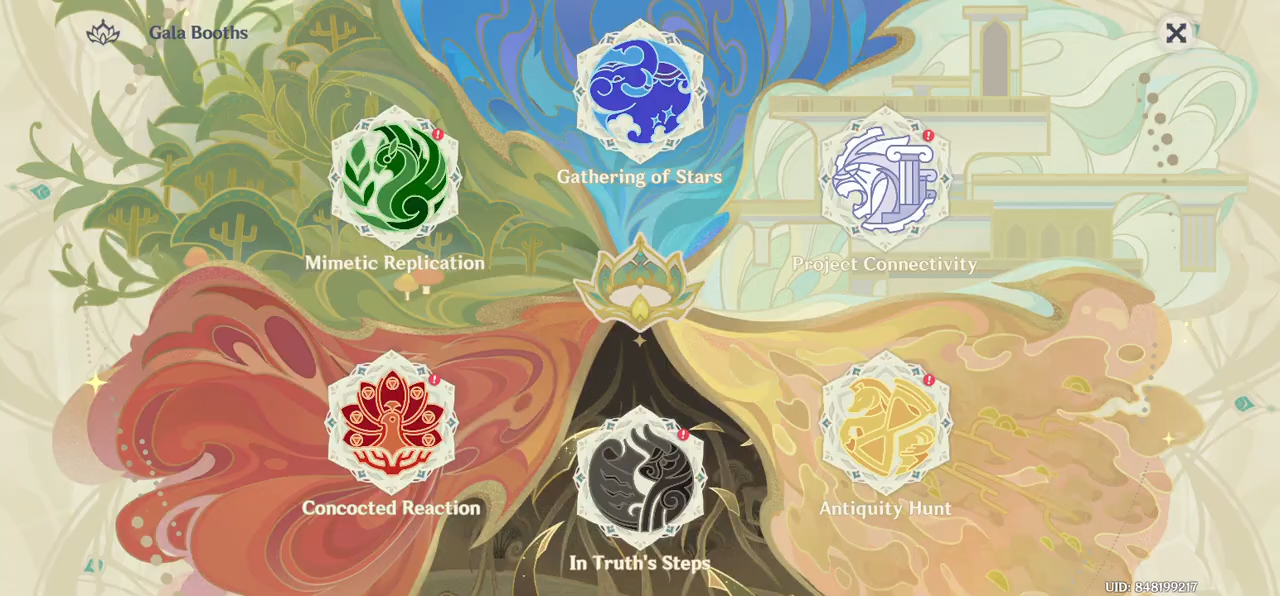 Gala Booths
Gathering of Stars
Mimetic Replication
Project Connectivity
Concocted Reaction
Antiquity Hunt
In Truth's Steps
UID: 848199217